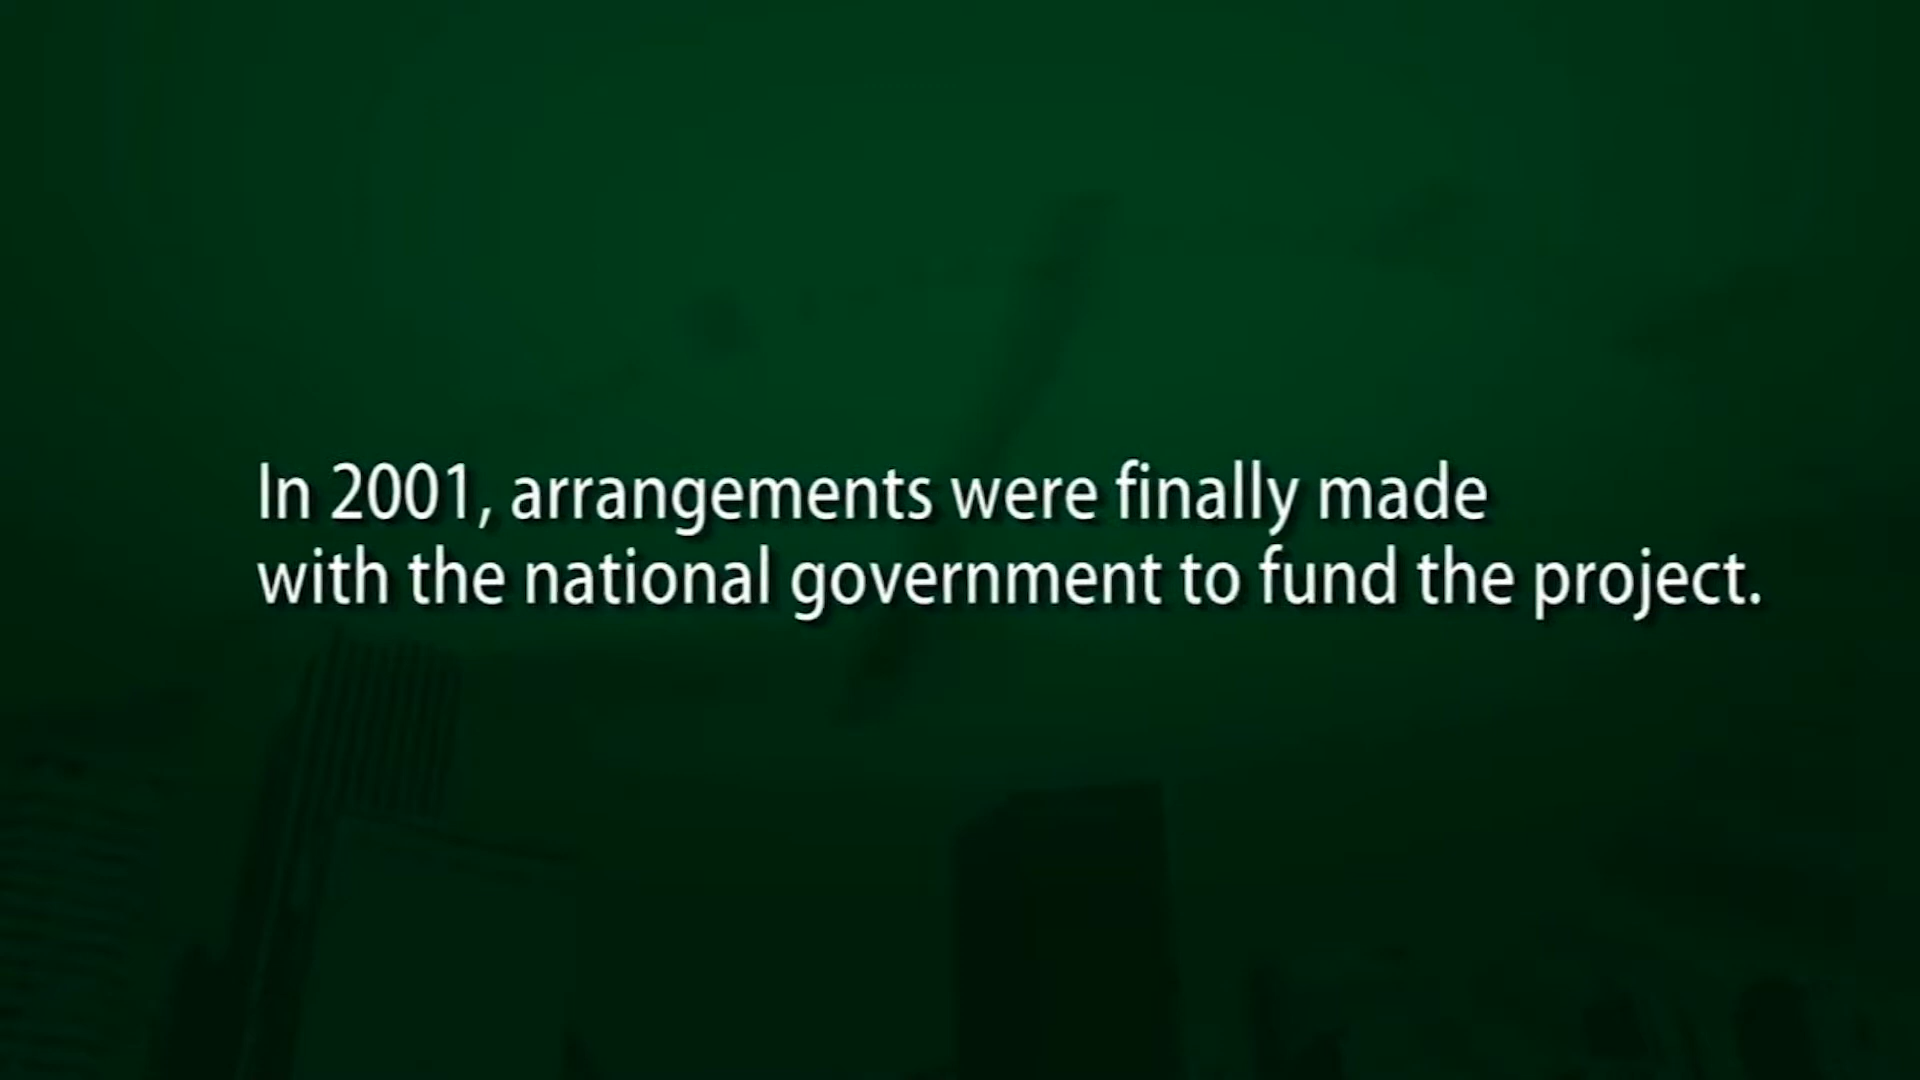 In 2001, arrangements were finally made
with the national government to fund the project.